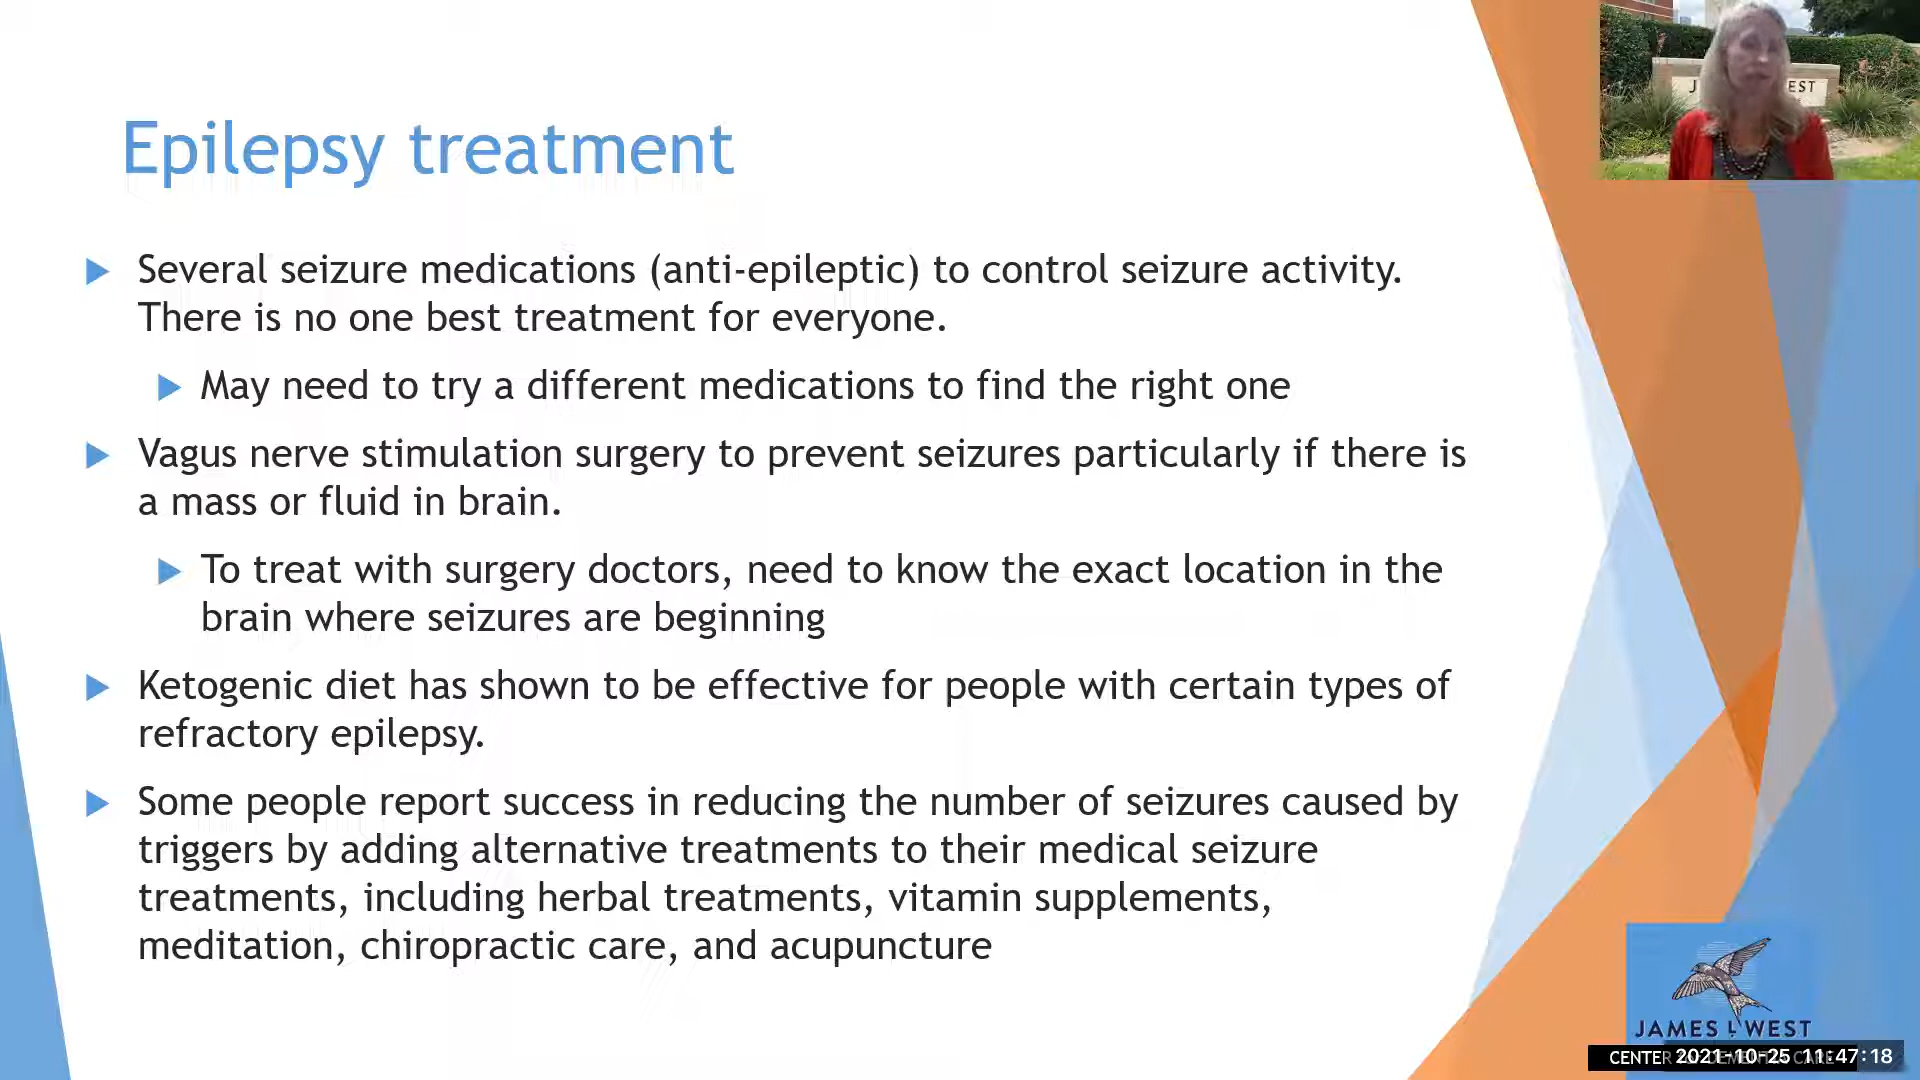 Epilepsy treatment
Several seizure medications (anti-epileptic) to control seizure activity.
There is no one best treatment for everyone.
May need to try a different medications to find the right one
Vagus nerve stimulation surgery to prevent seizures particularly if there is
a mass or fluid in brain.
To treat with surgery doctors, need to know the exact location in the
brain where seizures are beginning
Ketogenic diet has shown to be effective for people with certain types of
refractory epilepsy.
Some people report success in reducing the number of seizures caused by
triggers by adding alternative treatments to their medical seizure
treatments, including herbal treatments, vitamin supplements,
meditation, chiropractic care, and acupuncture
JAMES L WEST
CENTER
2021-10-25 11:47:18